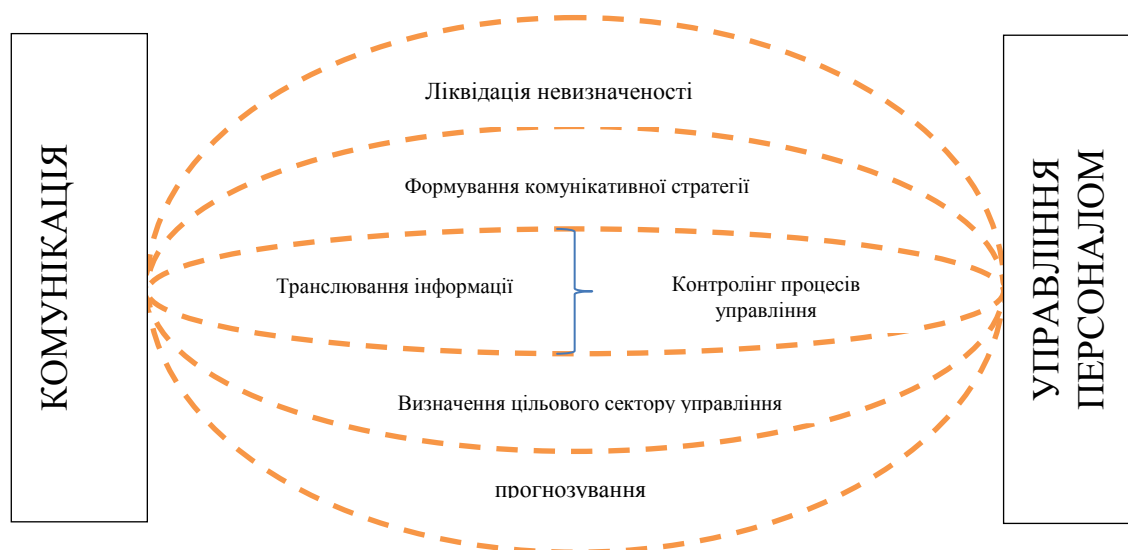 КОМУНІКАЦІЯ
Ліквідація невизначеності
Формування комунікативної стратегії
Транслювання інформації
Контролінг процесів
управління
Визначення цільового сектору управління
прогнозування
УПРАВЛІННЯ
ПЕРСОНАЛОМ